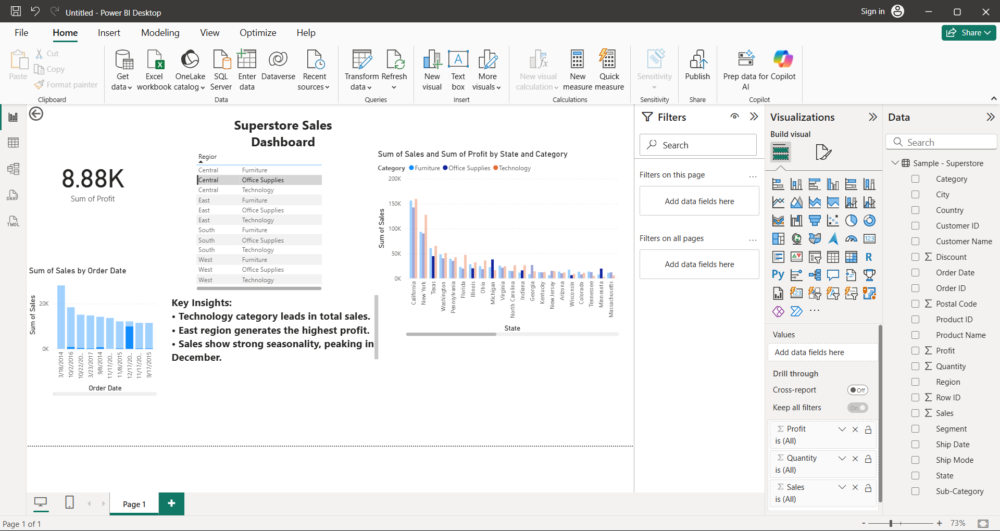 Untitled - Power BI Desktop
Sign in
File Home Insert Modeling View Optimize Help
Share
Paste
Cut
Copy
Format painter
Clipboard
Get data
Excel workbook
OneLake catalog
SQL Server
Enter data
Dataverse
Recent sources
Data
Transform data
Refresh
Queries
New visual
Text box
More visuals
Insert
New visual calculation
New measure
Quick measure
Calculations
Sensitivity
Sensitivity
Publish
Share
Prep data for AI
Copilot
Copilot
DAX
TMDL
Superstore Sales
Dashboard
8.88K
Sum of Profit
Region
Central Furniture
Central Office Supplies
Central Technology
East Furniture
East Office Supplies
East Technology
South Furniture
South Office Supplies
South Technology
West Furniture
West Office Supplies
West Technology
Sum of Sales and Sum of Profit by State and Category
Category Furniture Office Supplies Technology
Sum of Sales
200K
150K
100K
50K
0K
California
New York
Texas
Washington
Pennsylvania
Florida
Illinois
Ohio
Michigan
Virginia
North Carolina
Indiana
Georgia
Kentucky
New Jersey
Arizona
Wisconsin
Colorado
Tennessee
Minnesota
Massachusetts
State
Sum of Sales by Order Date
Sum of Sales
20K
0K
3/18/2014
10/2/2016
10/22/20...
3/23/2017
9/8/2014
11/17/20...
11/8/2015
12/17/20...
11/17/20...
9/17/2015
Order Date
Key Insights:
• Technology category leads in total sales.
• East region generates the highest profit.
• Sales show strong seasonality, peaking in
December.
Filters
Search
Filters on this page ...
Add data fields here
Filters on all pages ...
Add data fields here
Visualizations
Build visual
123
R
Py
123
...
Values
Add data fields here
Drill through
Cross-report Off
Keep all filters On
Σ Profit
is (All)
Σ Quantity
is (All)
Σ Sales
is (All)
Data
Search
Sample - Superstore
Category
City
Country
Customer ID
Customer Name
Σ Discount
Order Date
Order ID
Σ Postal Code
Product ID
Product Name
Σ Profit
Σ Quantity
Region
Σ Row ID
Σ Sales
Segment
Ship Date
Ship Mode
State
Sub-Category
Page 1
+
Page 1 of 1
- + 73%